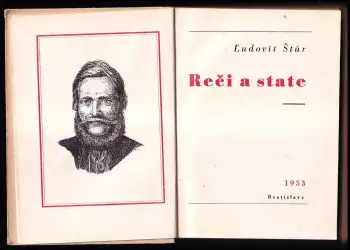 Ľudovít Štúr
Reči a state
1953
Bratislava